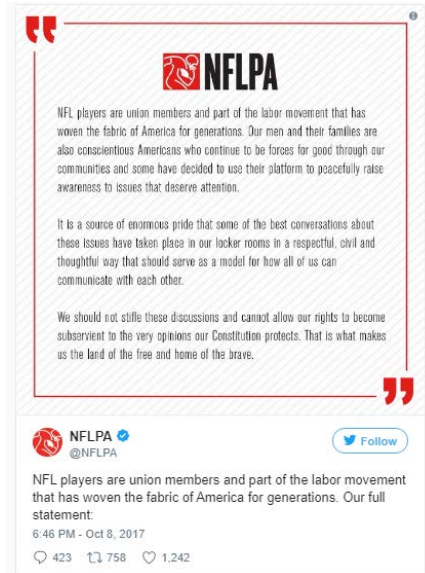 NFLPA
NFL players are union members and part of the labor movement that has
woven the fabric of America for generations. Our men and their families are
also conscientious Americans who continue to be forces for good through our
communities and some have decided to use their platform to peacefully raise
awareness to issues that deserve attention.
It is a source of enormous pride that some of the best conversations about
these issues have taken place in our locker rooms in a respectful, civil and
thoughtful way that should serve as a model for how all of us can
communicate with each other.
We should not stifle these discussions and cannot allow our rights to become
subservient to the very opinions our Constitution protects. That is what makes
us the land of the free and home of the brave.
NFLPA
@NFLPA
Follow
NFL players are union members and part of the labor movement
that has woven the fabric of America for generations. Our full
statement:
6:46 PM - Oct 8, 2017
423 758 1,242